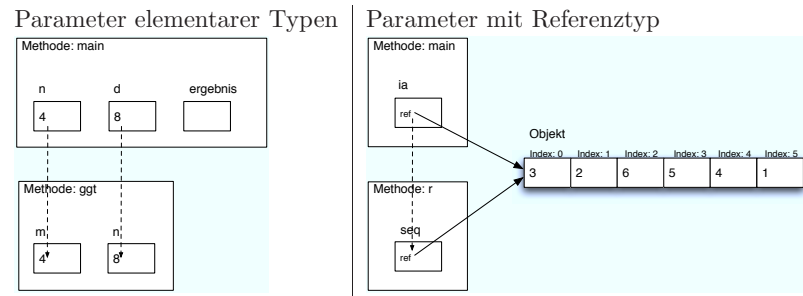 Parameter elementarer Typen
Methode: main
n d ergebnis
4 8
Methode: ggt
m n
4 8
Parameter mit Referenztyp
Methode: main
ia
ref
Objekt
Index: 0 Index: 1 Index: 2 Index: 3 Index: 4 Index: 5
3 2 6 5 4 1
Methode: r
seq
ref